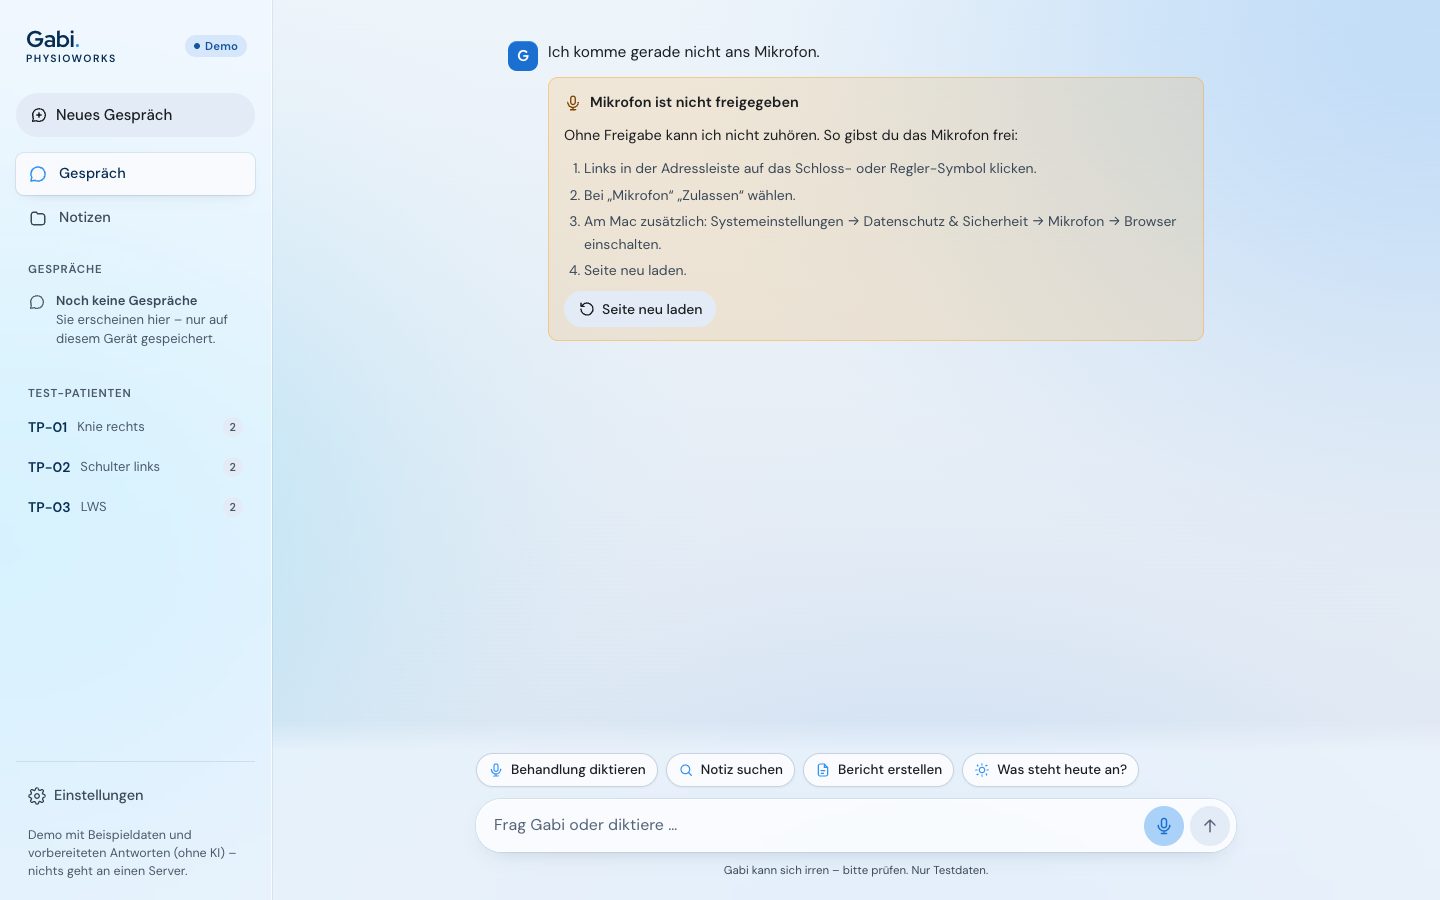 Gabi.
PHYSIOWORKS
Demo
Neues Gespräch
Gespräch
Notizen
GESPRÄCHE
Noch keine Gespräche
Sie erscheinen hier – nur auf
diesem Gerät gespeichert.
TEST-PATIENTEN
TP-01 Knie rechts 2
TP-02 Schulter links 2
TP-03 LWS 2
Einstellungen
Demo mit Beispieldaten und
vorbereiteten Antworten (ohne KI) –
nichts geht an einen Server.
G
Ich komme gerade nicht ans Mikrofon.
Mikrofon ist nicht freigegeben
Ohne Freigabe kann ich nicht zuhören. So gibst du das Mikrofon frei:
1. Links in der Adressleiste auf das Schloss- oder Regler-Symbol klicken.
2. Bei „Mikrofon“ „Zulassen“ wählen.
3. Am Mac zusätzlich: Systemeinstellungen → Datenschutz & Sicherheit → Mikrofon → Browser
einschalten.
4. Seite neu laden.
Seite neu laden
Behandlung diktieren
Notiz suchen
Bericht erstellen
Was steht heute an?
Frag Gabi oder diktiere ...
Gabi kann sich irren – bitte prüfen. Nur Testdaten.